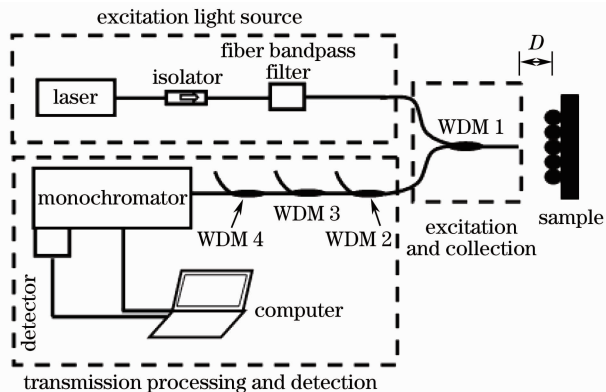 excitation light source
fiber bandpass
filter
isolator
laser
D
WDM 1
monochromator
WDM 3
WDM 4
WDM 2
sample
excitation
and collection
detector
computer
transmission processing and detection